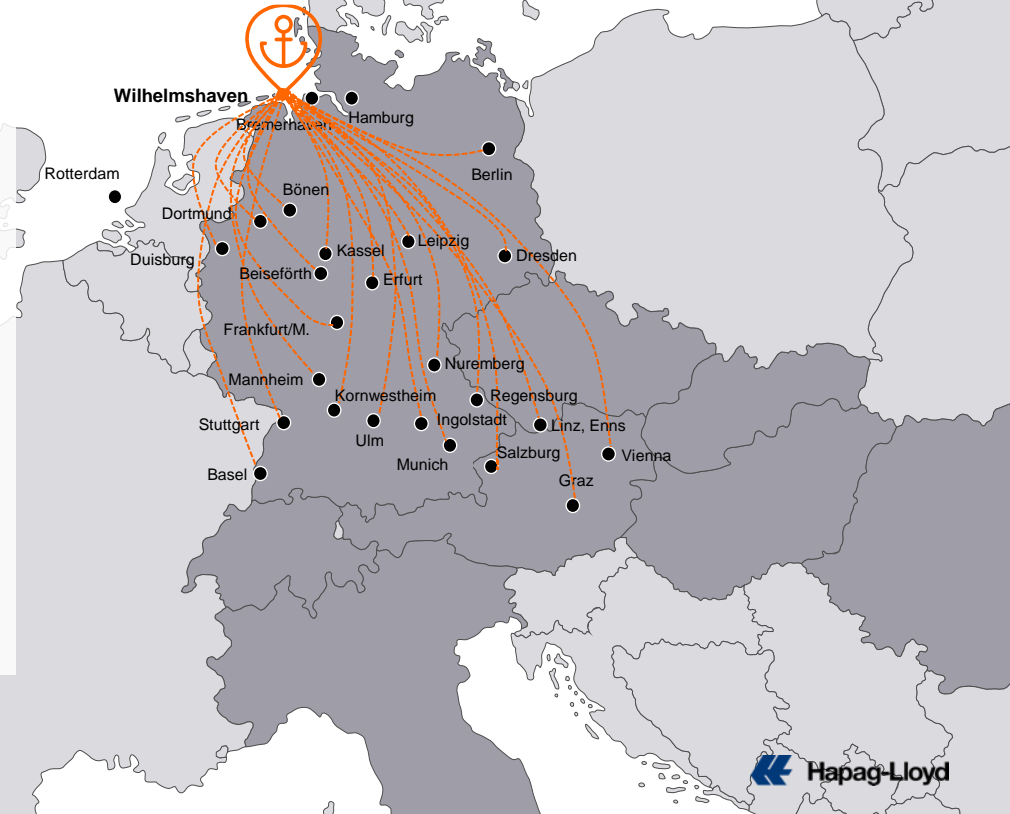 Wilhelmshaven
Bremerhaven
Hamburg
Berlin
Rotterdam
Bönen
Dortmund
Duisburg
Kassel
Leipzig
Dresden
Beiseförth
Erfurt
Frankfurt/M.
Nuremberg
Mannheim
Kornwestheim
Regensburg
Stuttgart
Ulm
Ingolstadt
Linz, Enns
Munich
Salzburg
Vienna
Basel
Graz
Hapag-Lloyd